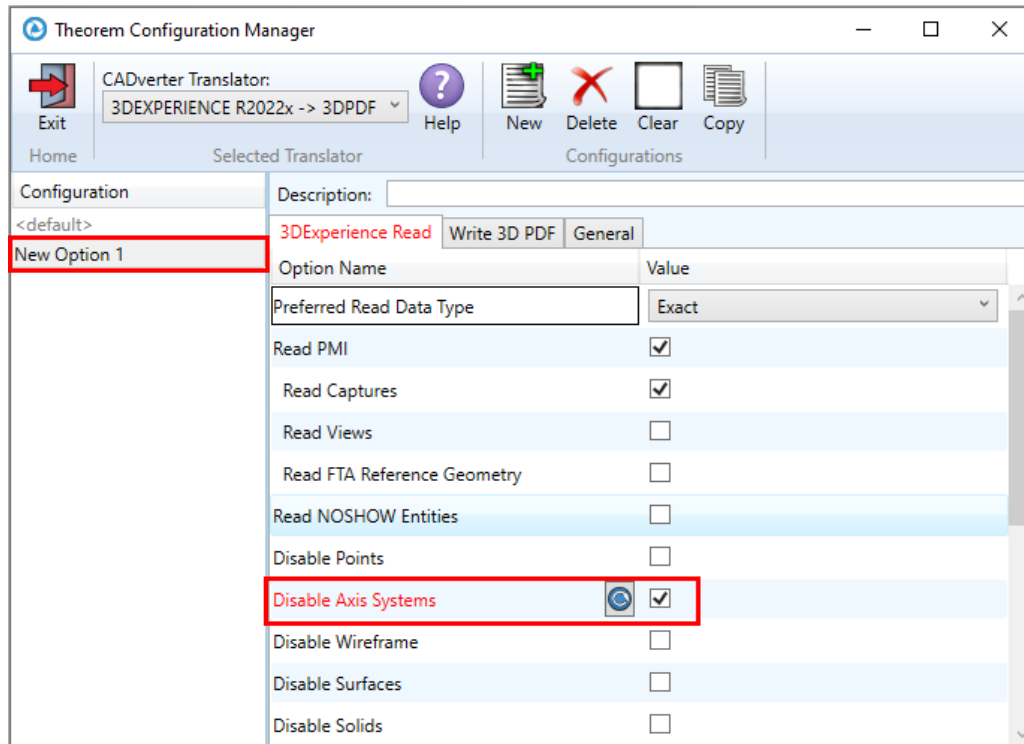 Theorem Configuration Manager
CADverter Translator:
3DEXPERIENCE R2022x -> 3DPDF
?
Exit
Help
New
Delete
Clear
Copy
Home
Selected Translator
Configurations
Configuration
Description:
<default>
3DExperience Read
Write 3D PDF
General
New Option 1
Option Name
Value
Preferred Read Data Type
Exact
Read PMI
Read Captures
Read Views
Read FTA Reference Geometry
Read NOSHOW Entities
Disable Points
Disable Axis Systems
Disable Wireframe
Disable Surfaces
Disable Solids